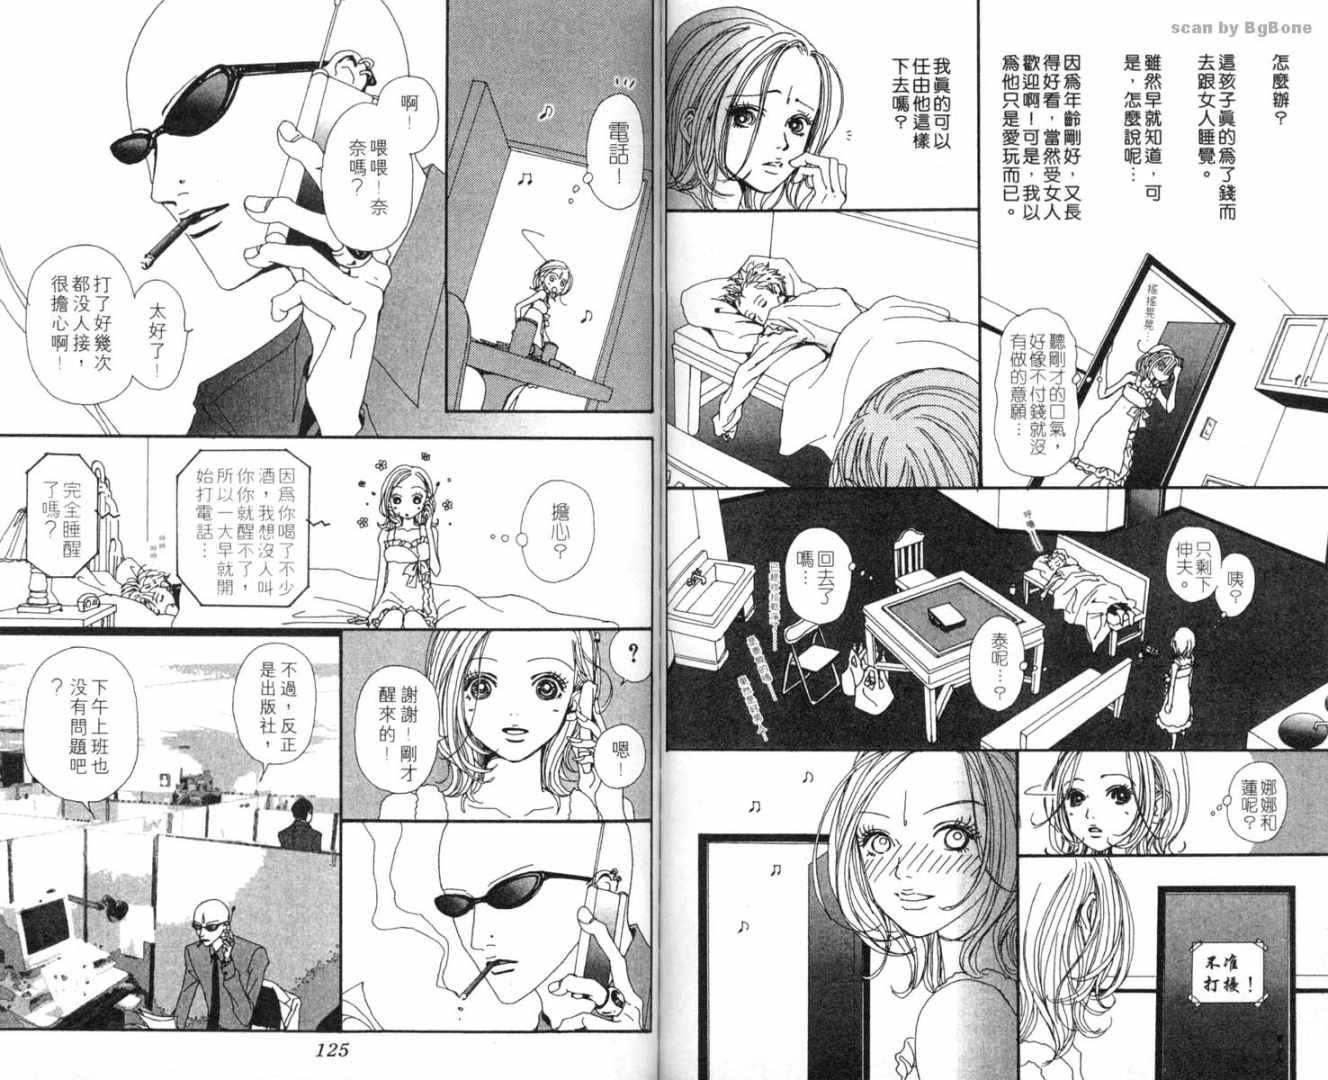 scan by BgBone
怎麼辦？
這孩子真的為了錢而
去跟女人睡覺。
雖然早就知道，可
是，怎麼說呢…
因為年齡剛好，又長
得好看，當然受女人
歡迎啊！可是，我以
為他只是愛玩而已。
我真的可以
任由他這樣
下去嗎？
搖搖晃晃…
聽剛才的口氣，
好像不付錢就沒
有做的意願…
咦？
只剩下
伸夫。
呼嚕…
回去了
嗎…
泰呢…？
娜娜和
蓮呢？
不准
打擾！
電話！
啊！
喂喂！奈
奈嗎？
太好了！
打了好幾次
都没人接，
很擔心啊！
擔心？
因為你喝了不少
酒，我想沒人叫
你你就醒不了，
所以一大早就開
始打電話…
完全睡醒
了嗎？
？
嗯！
謝謝！剛才
醒來的！
不過，反正
是出版社，
下午上班也
没有問題吧
？
125